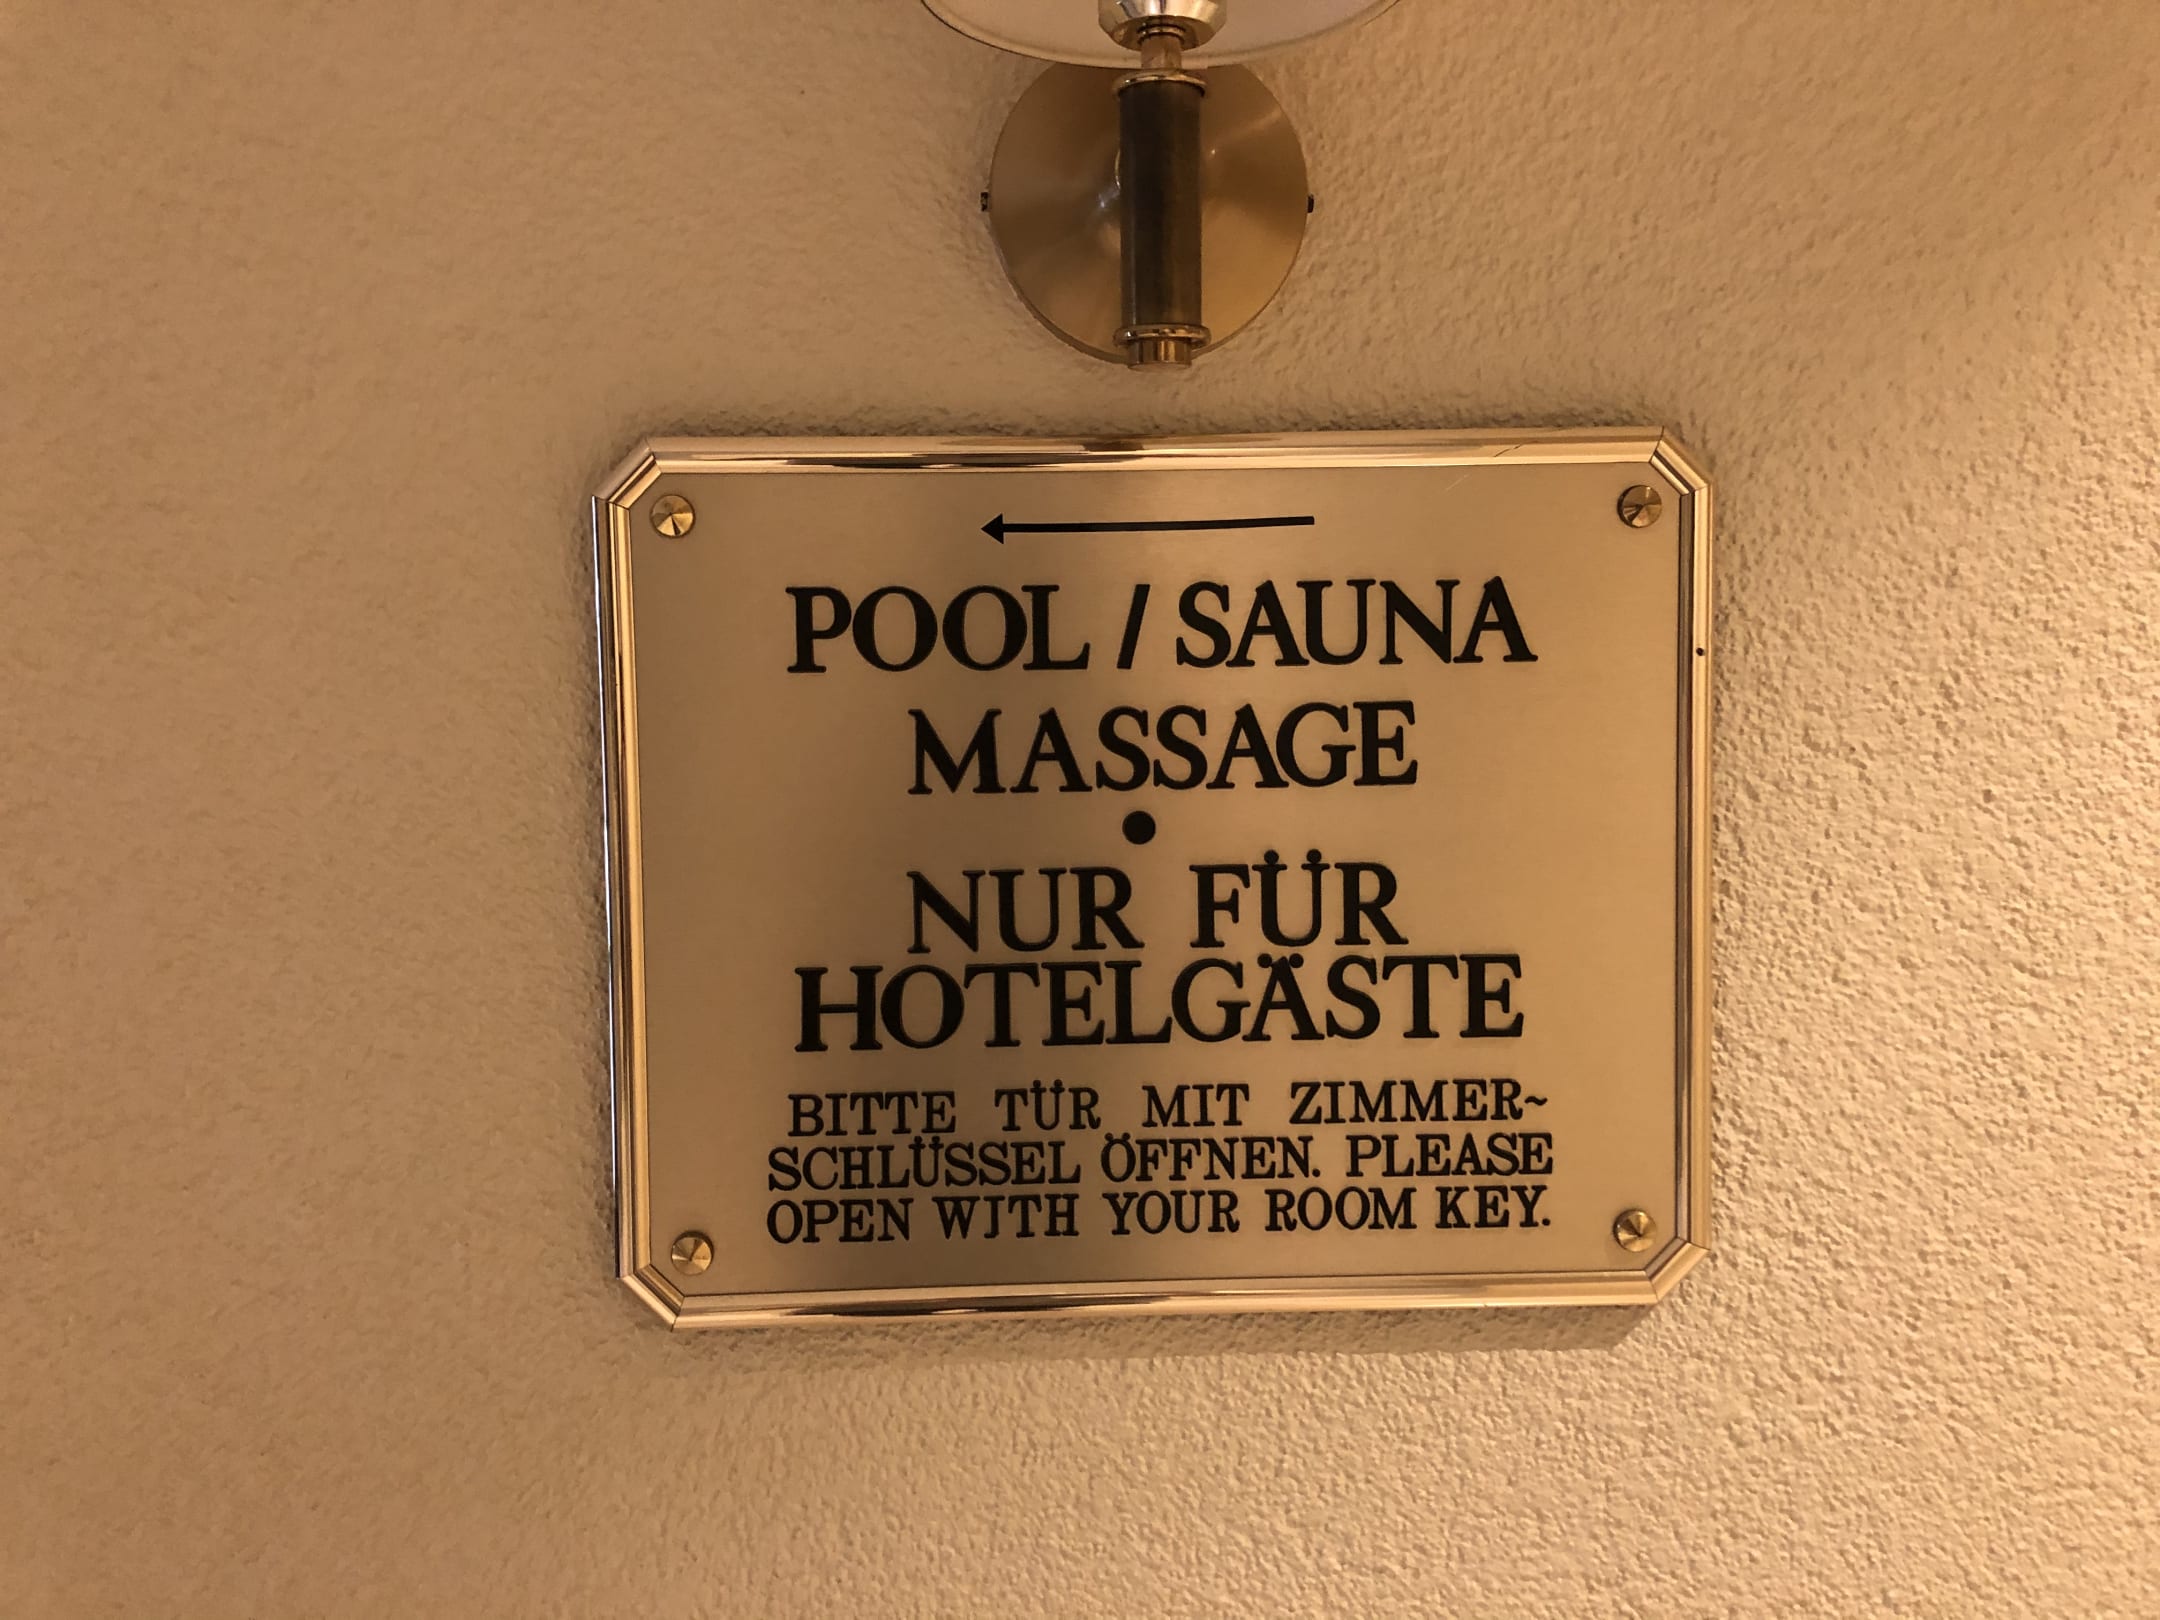 POOL / SAUNA
MASSAGE
•
NUR FÜR
HOTELGÄSTE
BITTE TÜR MIT ZIMMER~
SCHLÜSSEL ÖFFNEN. PLEASE
OPEN WITH YOUR ROOM KEY.